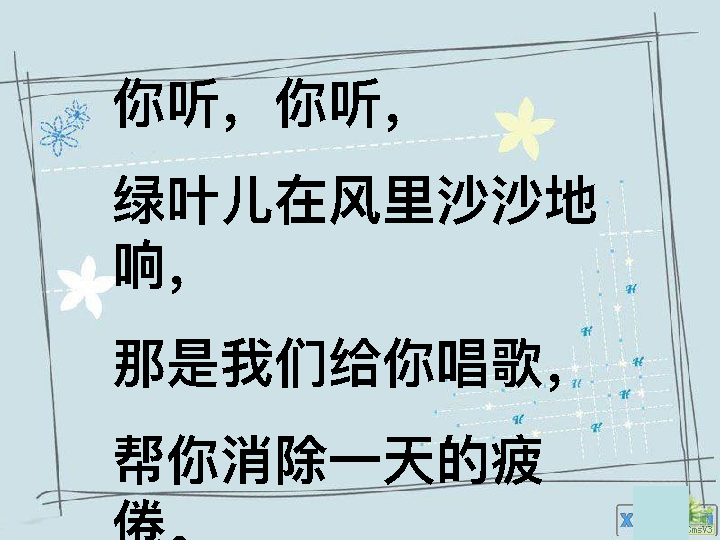 你听，你听，
绿叶儿在风里沙沙地
响，
那是我们给你唱歌，
帮你消除一天的疲
倦。